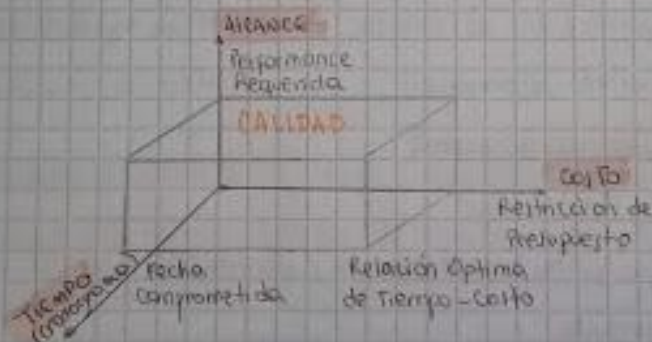 ALCANCE
Performance
Requerida
CALIDAD
COSTO
Restricción de
Presupuesto
TIEMPO
(cronograma)
Fecha
comprometida
Relación Óptima
de Tiempo-Costo